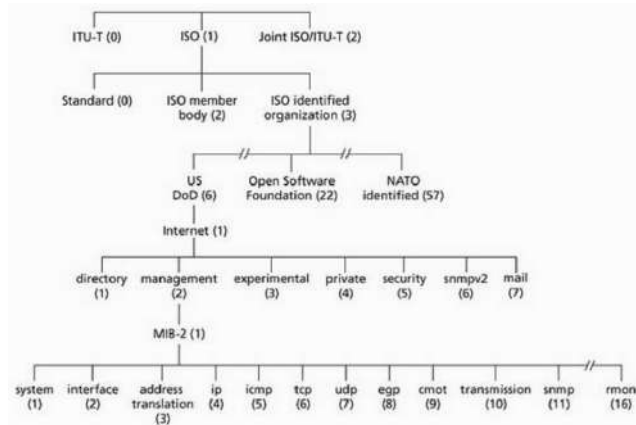 ITU-T (0) ISO (1) Joint ISO/ITU-T (2)
Standard (0) ISO member ISO identified
body (2) organization (3)
US Open Software NATO
DoD (6) Foundation (22) identified (57)
Internet (1)
directory management experimental private security snmpv2 mail
(1) (2) (3) (4) (5) (6) (7)
MIB-2 (1)
system interface address ip icmp tcp udp egp cmot transmission snmp rmon
(1) (2) translation (4) (5) (6) (7) (8) (9) (10) (11) (16)
(3)